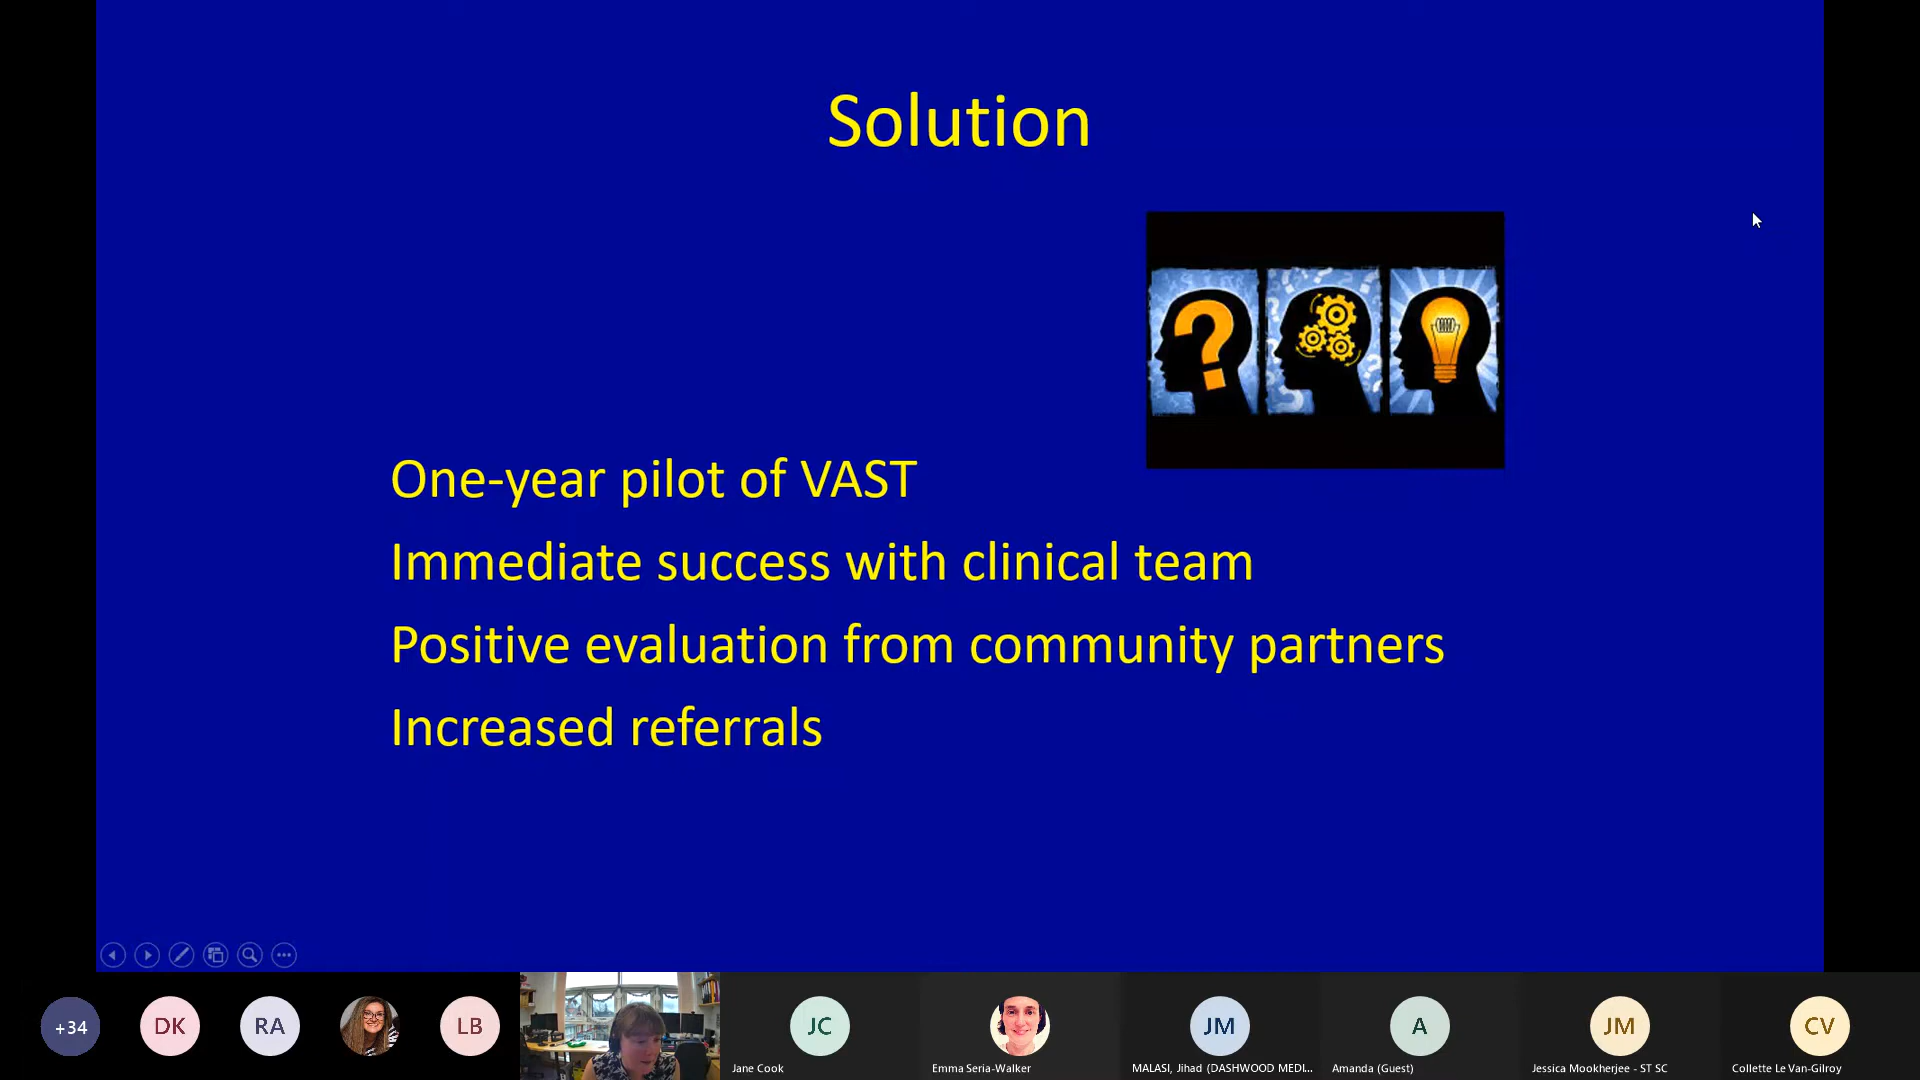 Solution
?
One-year pilot of VAST
Immediate success with clinical team
Positive evaluation from community partners
Increased referrals
+34
DK
RA
LB
JC
JM
A
JM
CV
Jane Cook
Emma Seria-Walker
MALASI, Jihad (DASHWOOD MEDI...
Amanda (Guest)
Jessica Mookherjee - ST SC
Collette Le Van-Gilroy